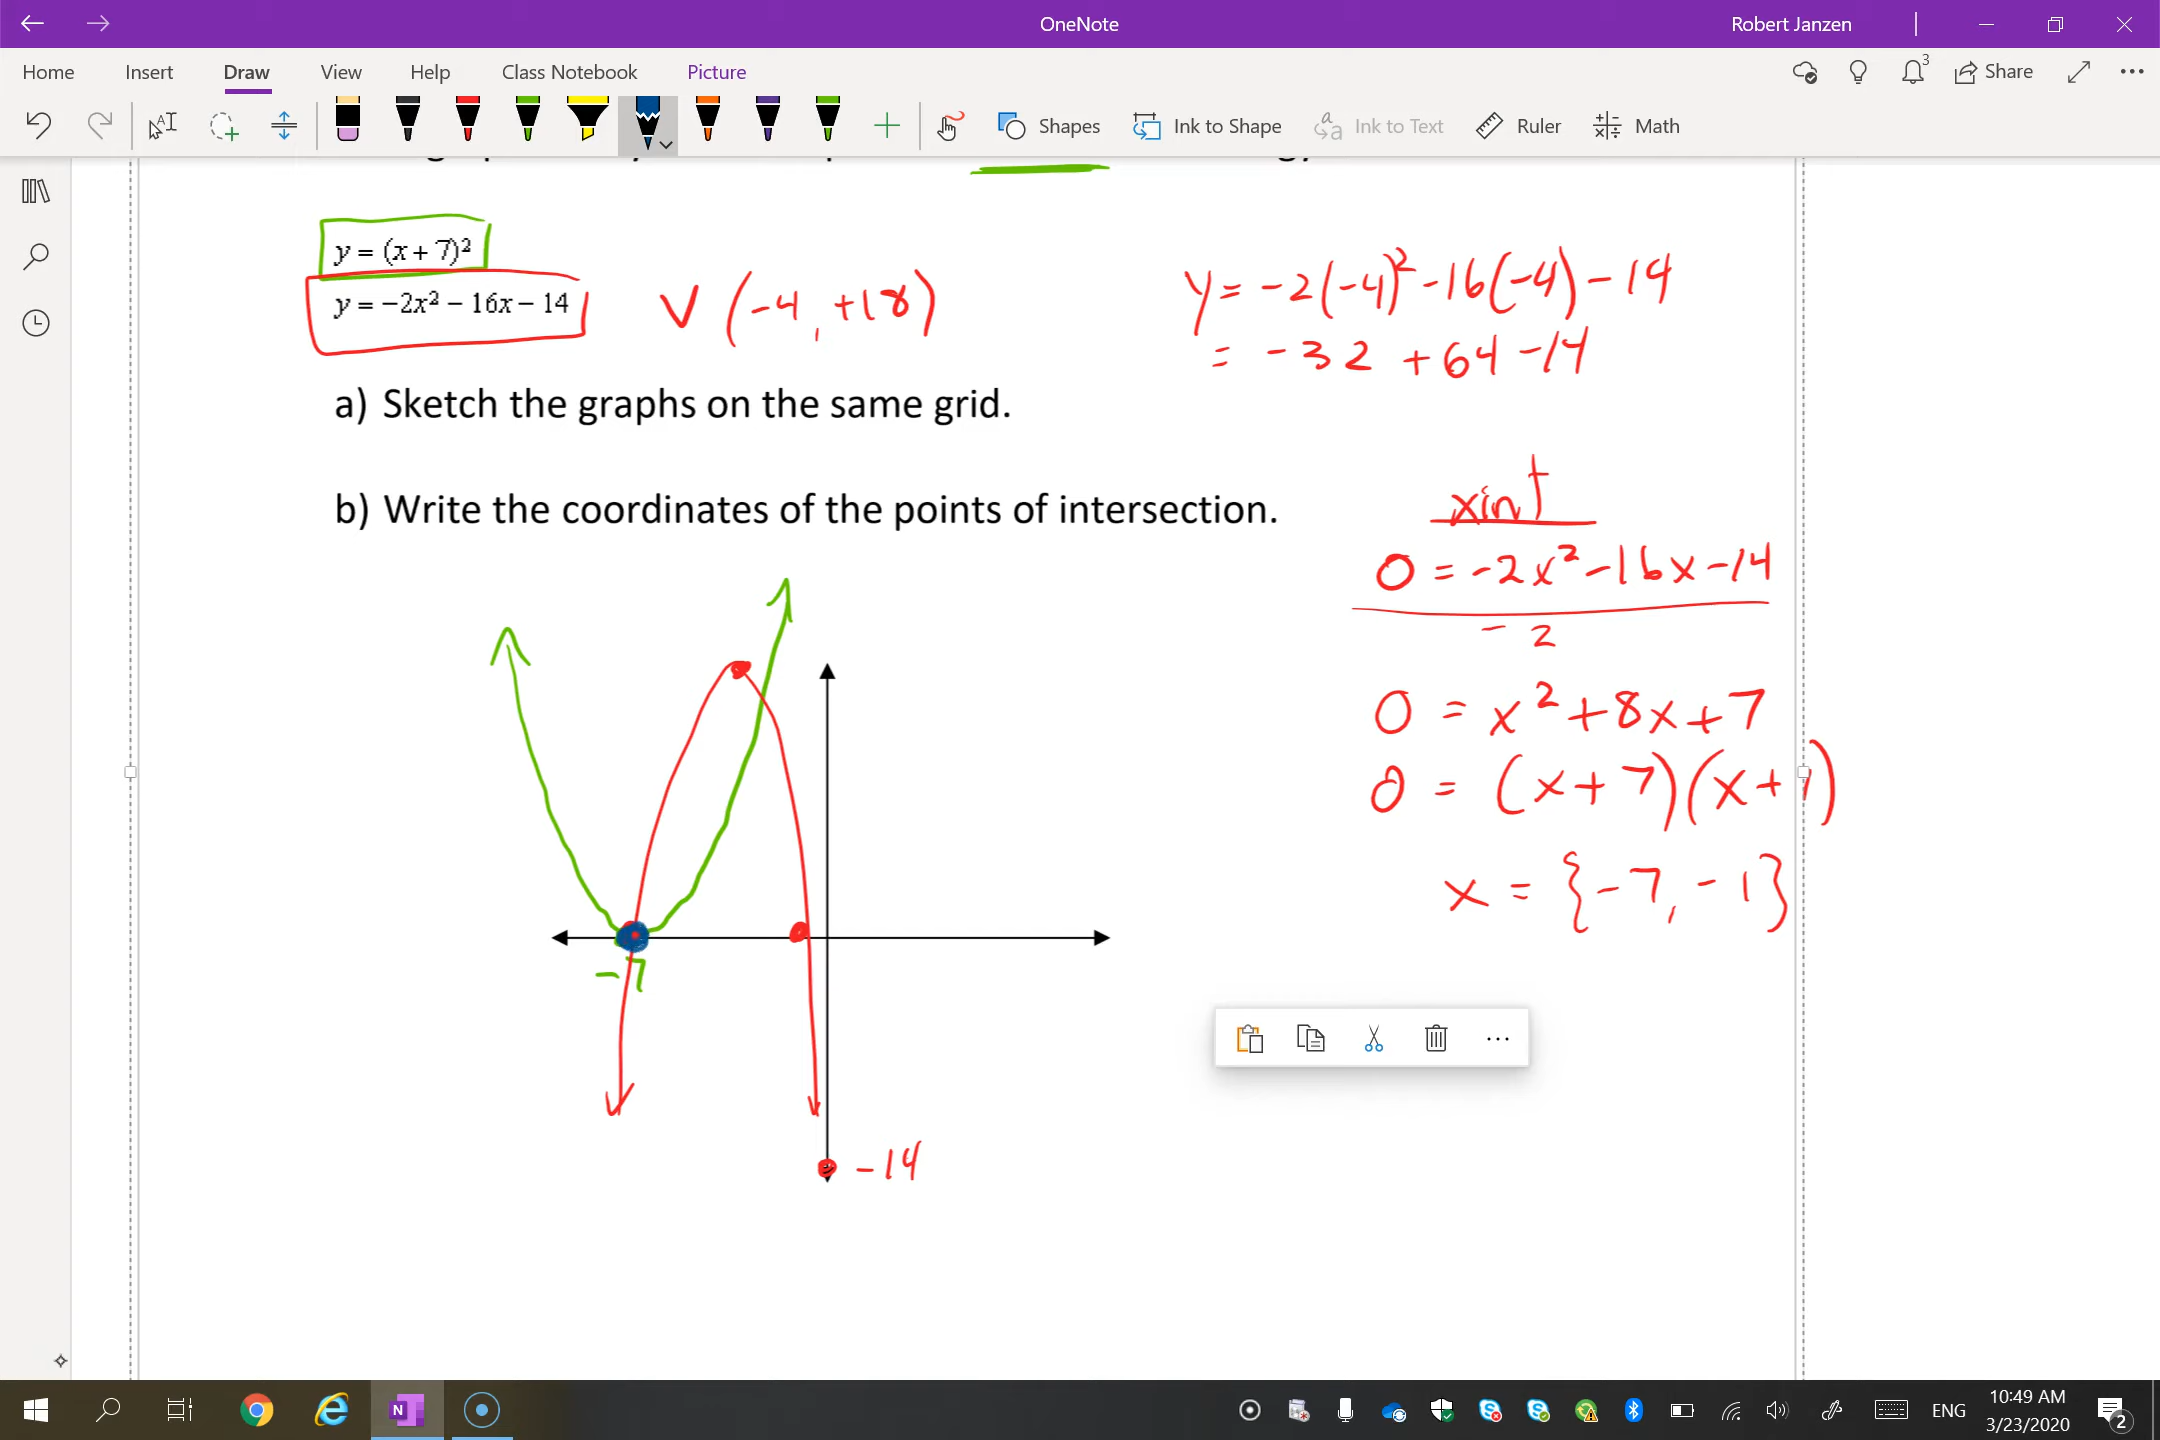 OneNote
Robert Janzen
Home Insert Draw View Help Class Notebook Picture
3 Share
Shapes Ink to Shape Ink to Text Ruler Math
y = (x + 7)²
y = −2x² − 16x − 14
V (-4, +18)
y = -2(-4)² -16(-4) - 14
= -32 + 64 -14
a) Sketch the graphs on the same grid.
b) Write the coordinates of the points of intersection.
xint
0 = -2x² -16x -14
-2
0 = x² + 8x + 7
0 = (x + 7)(x + 1)
x = {-7, -1}
-7
-14
ENG
10:49 AM
3/23/2020
2